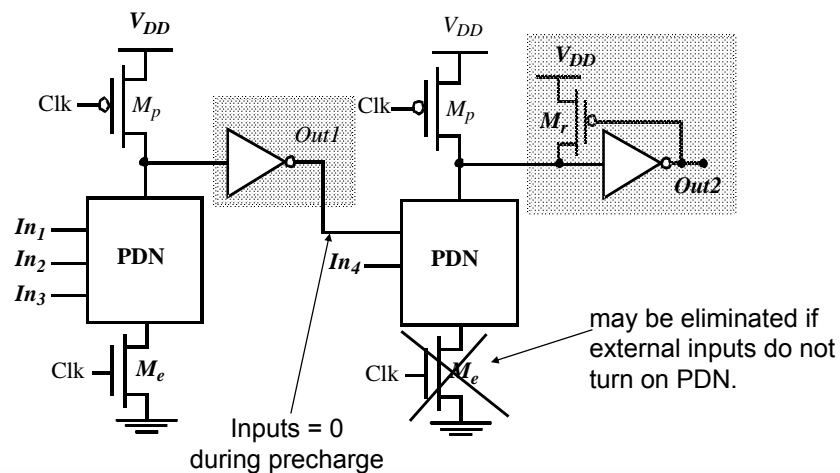 V_DD
V_DD
V_DD
Clk
M_p
Clk
M_p
M_r
Out1
Out2
In_1
In_2
In_3
PDN
In_4
PDN
Clk
M_e
Clk
M_e
may be eliminated if
external inputs do not
turn on PDN.
Inputs = 0
during precharge